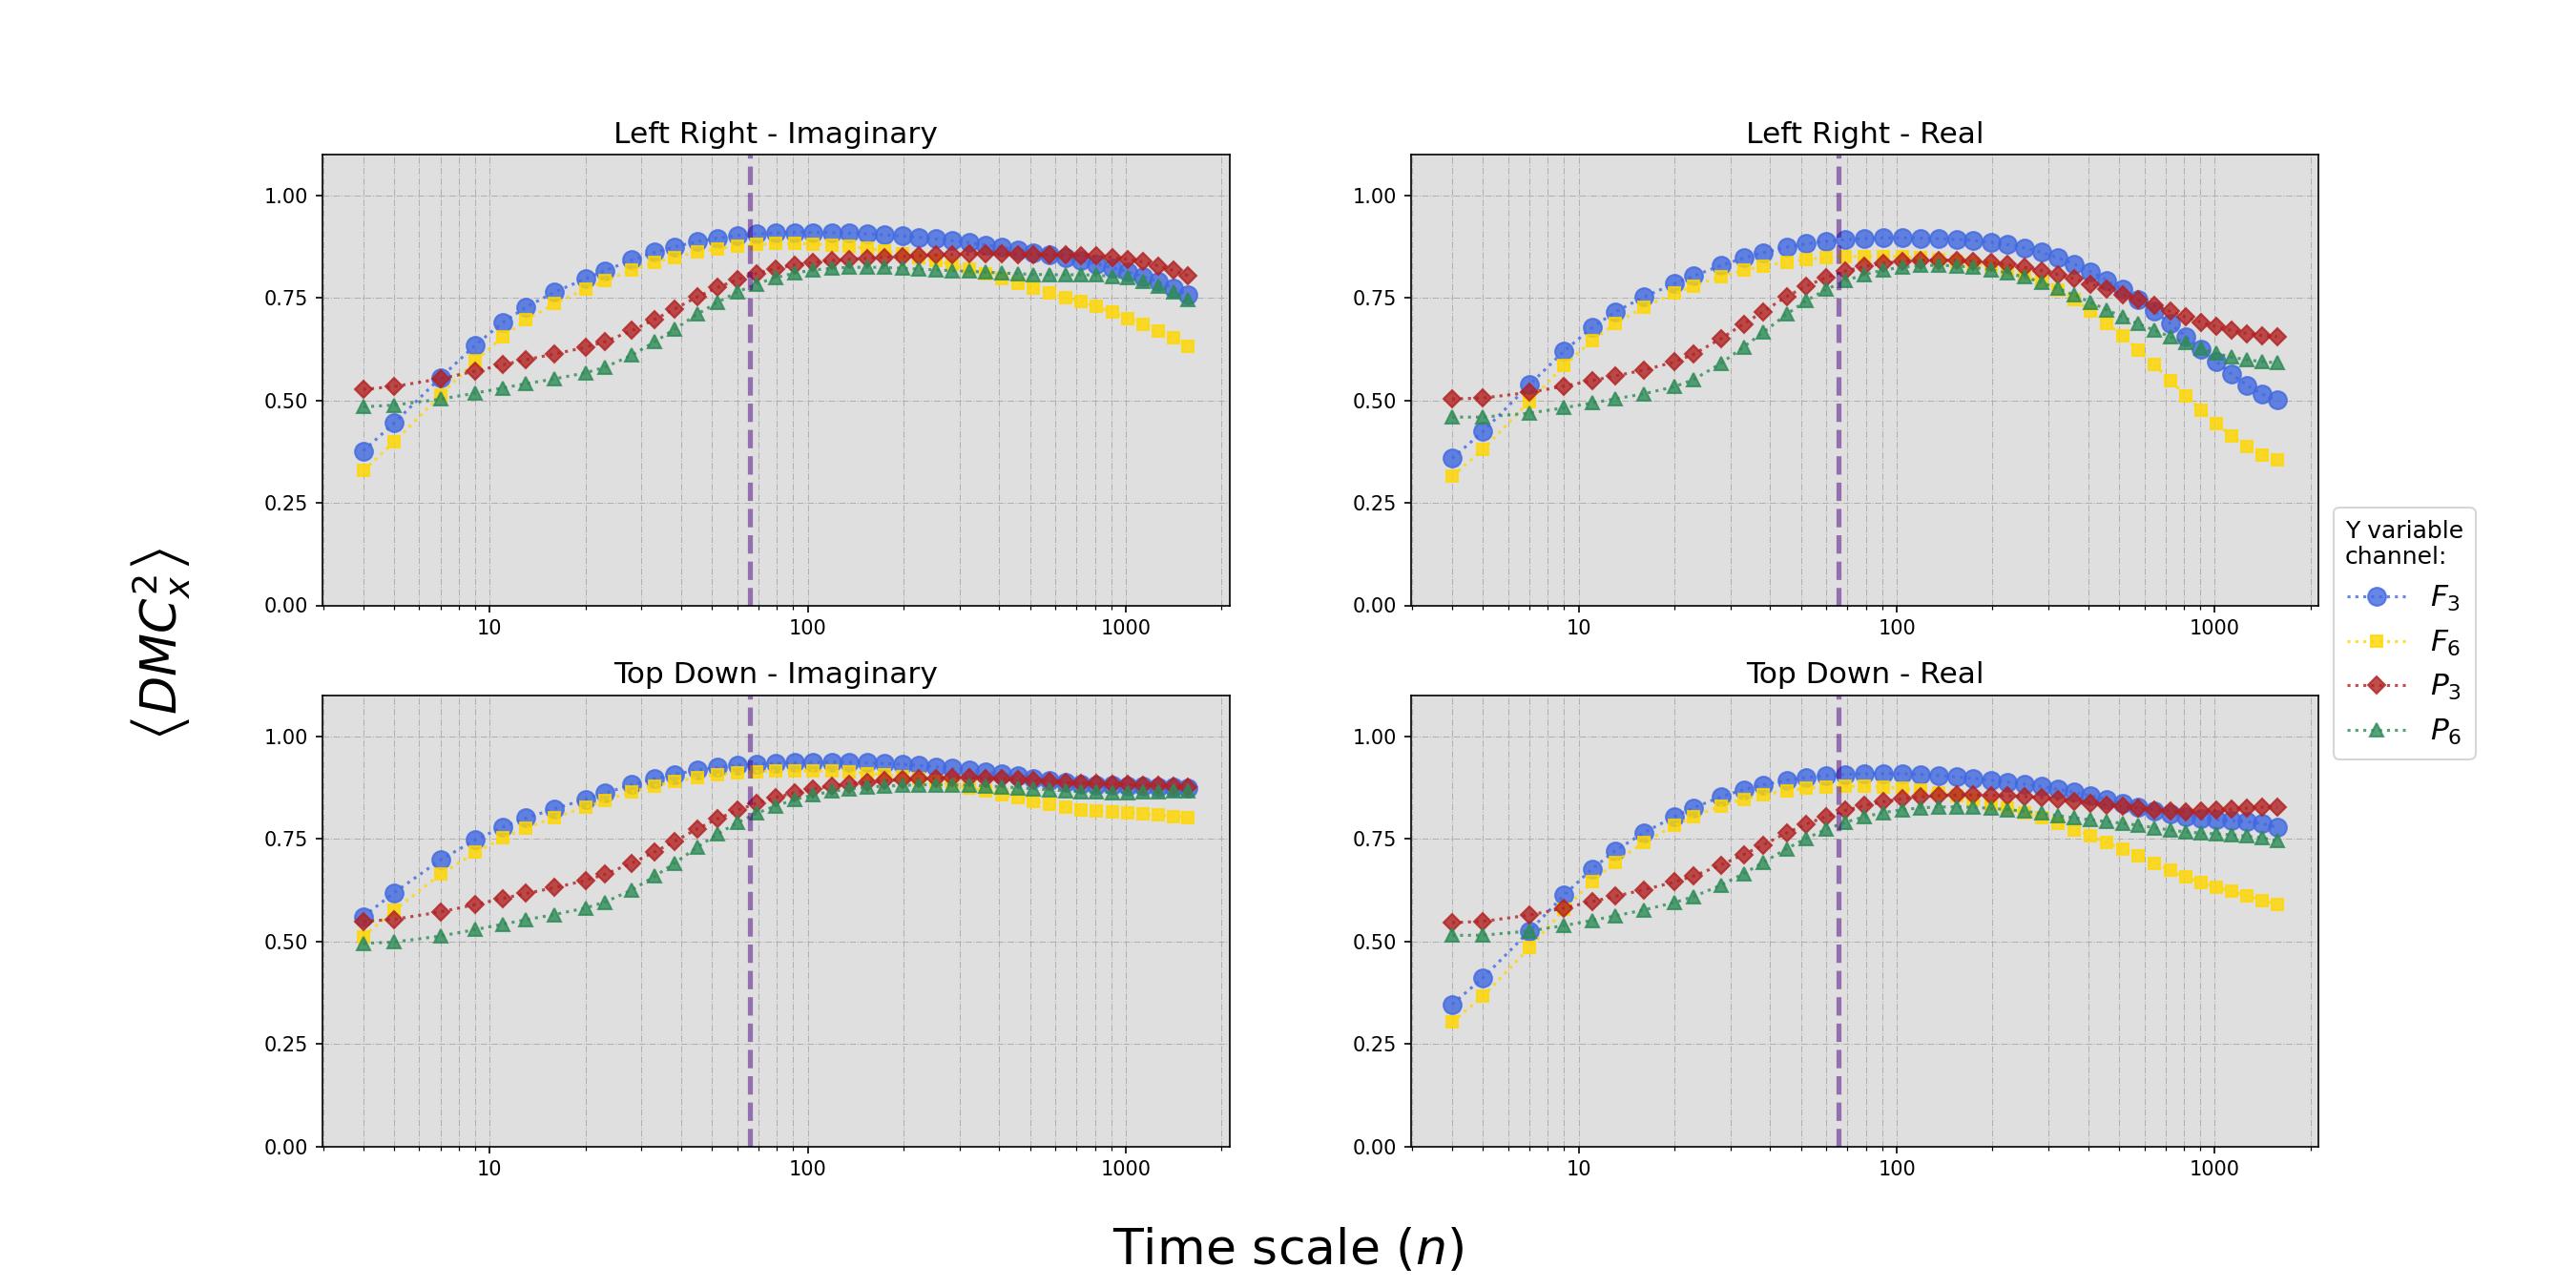 Left Right - Imaginary
1.00
0.75
0.50
0.25
0.00
10 100 1000
Left Right - Real
1.00
0.75
0.50
0.25
0.00
10 100 1000
Top Down - Imaginary
1.00
0.75
0.50
0.25
0.00
10 100 1000
Top Down - Real
1.00
0.75
0.50
0.25
0.00
10 100 1000
⟨DMC²ₓ⟩
Time scale (n)
Y variable
channel:
F₃
F₆
P₃
P₆